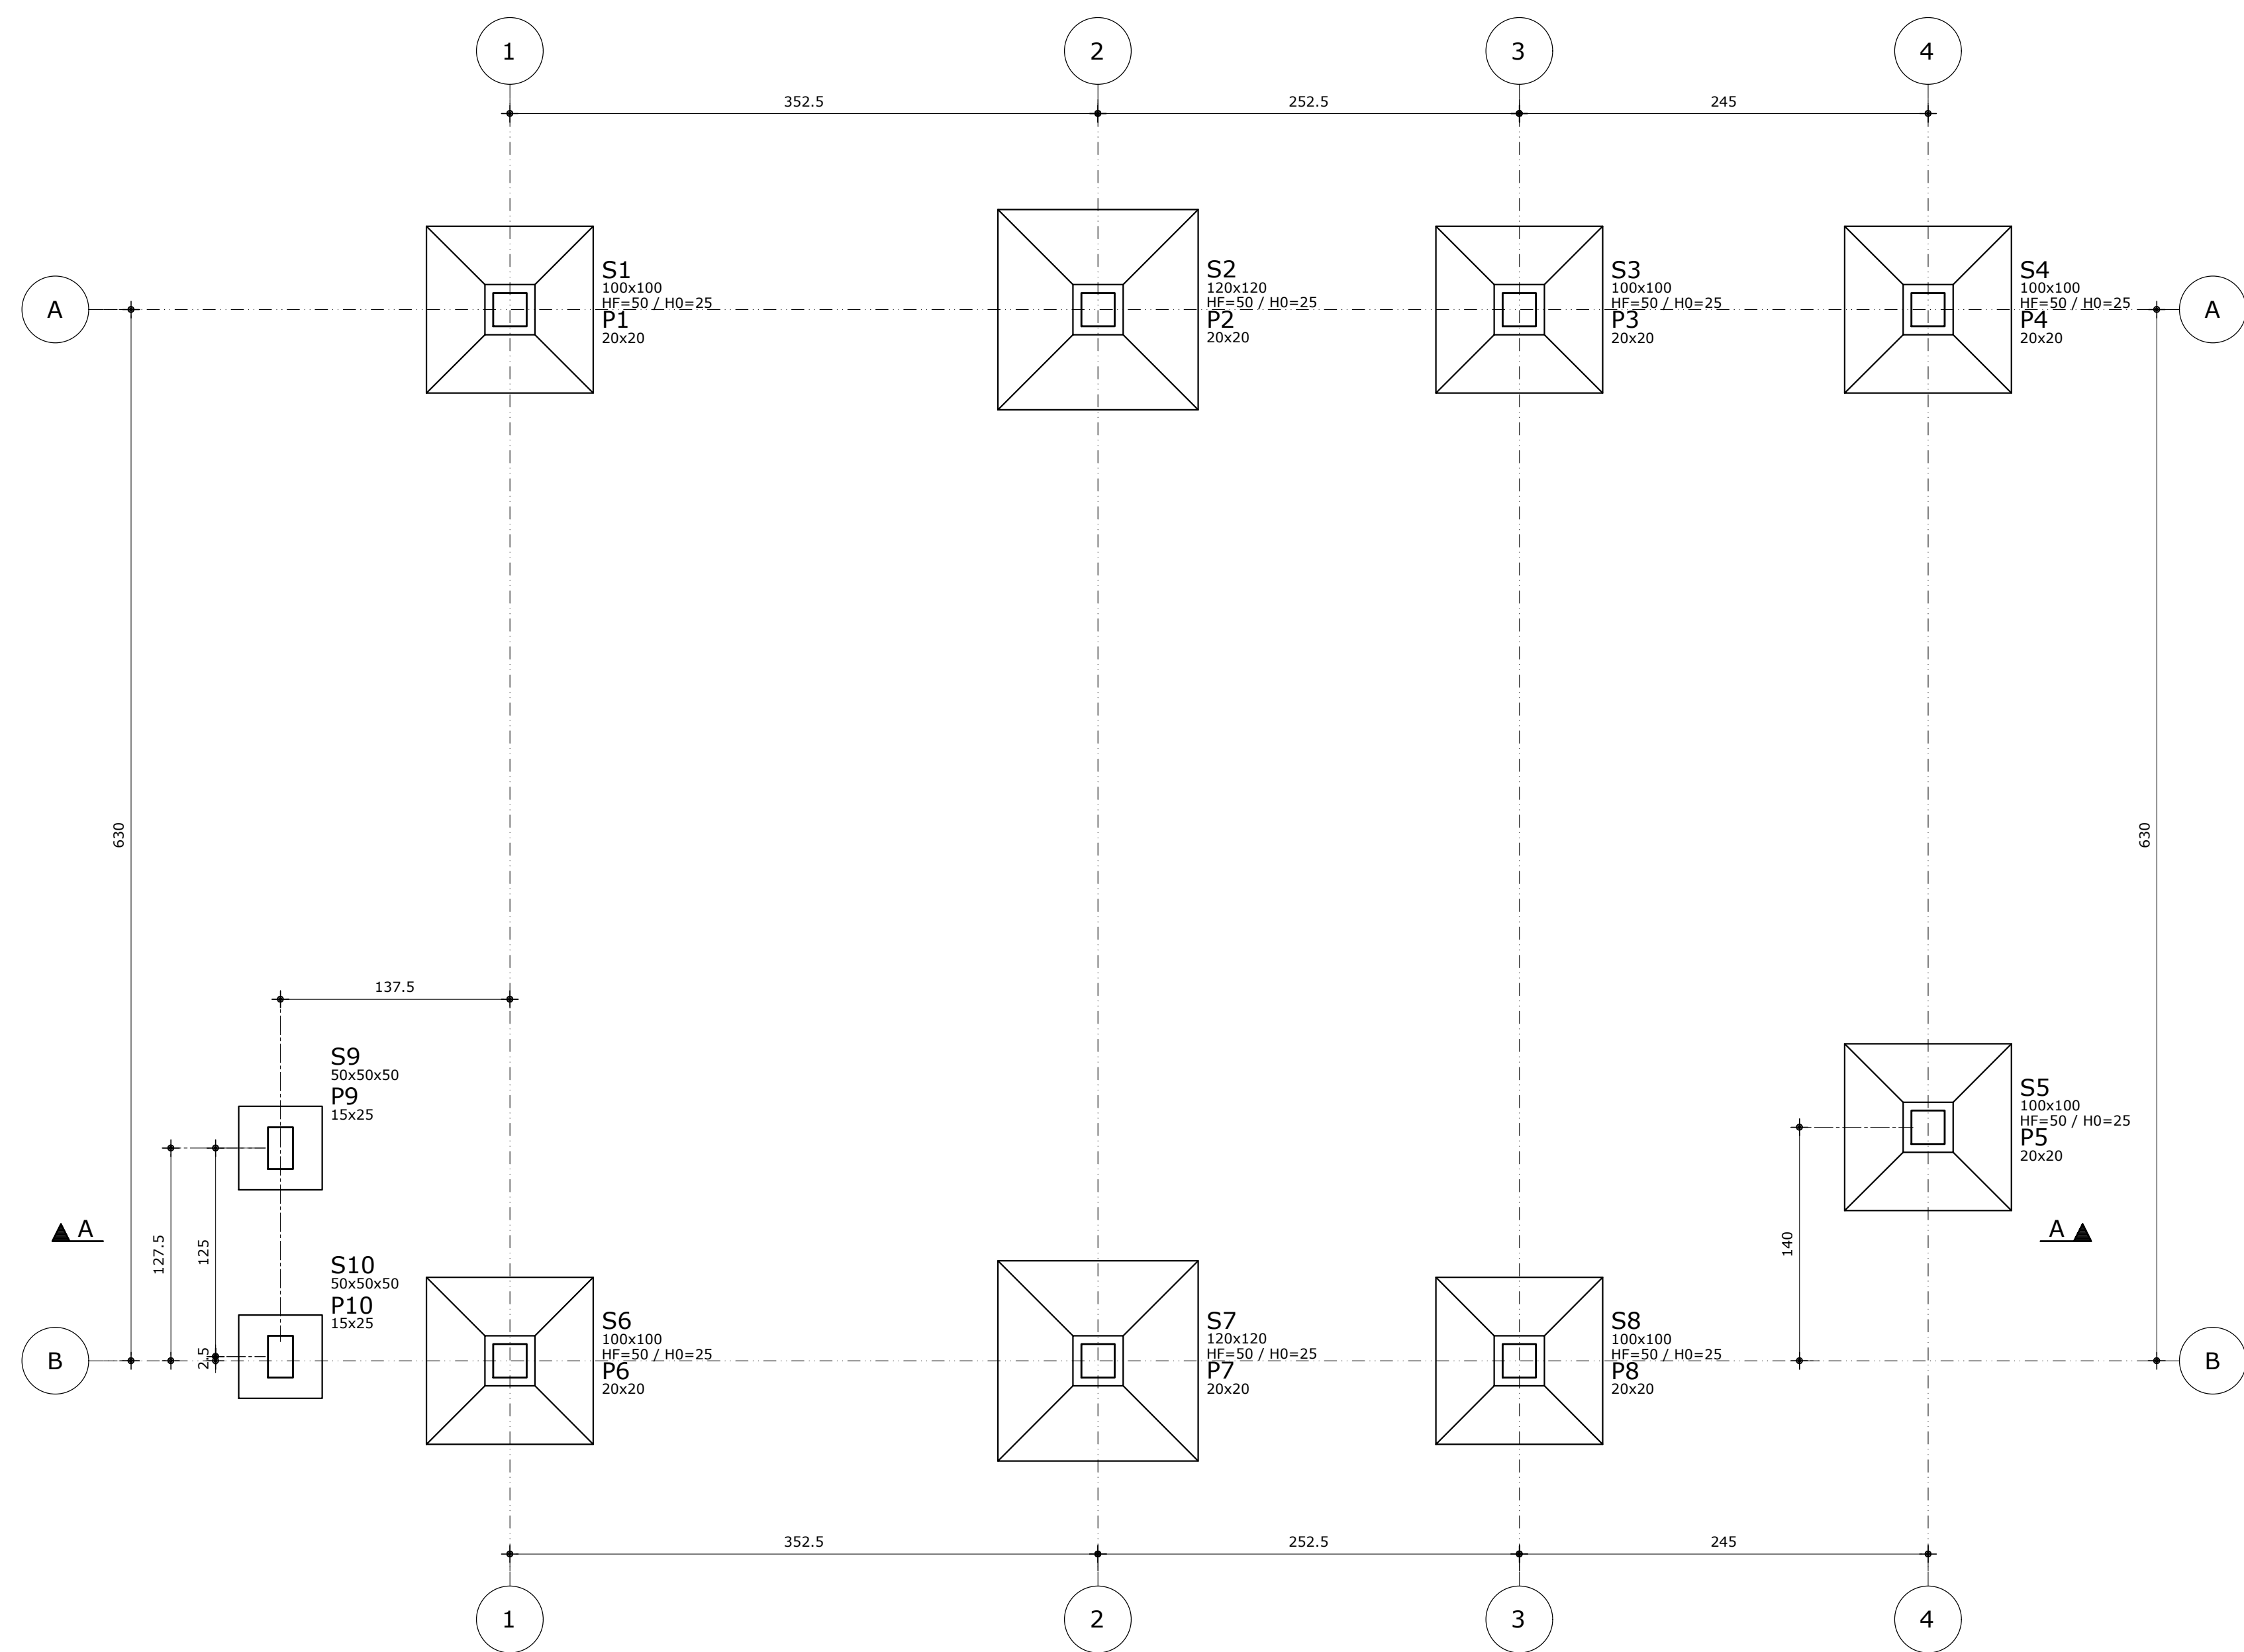 1
2
3
4
352.5
252.5
245
A
S1
100x100
HF=50 / H0=25
P1
20x20
S2
120x120
HF=50 / H0=25
P2
20x20
S3
100x100
HF=50 / H0=25
P3
20x20
S4
100x100
HF=50 / H0=25
P4
20x20
A
630
630
137.5
S9
50x50x50
P9
15x25
S5
100x100
HF=50 / H0=25
P5
20x20
A
A
127.5
125
140
S10
50x50x50
P10
15x25
2.5
B
S6
100x100
HF=50 / H0=25
P6
20x20
S7
120x120
HF=50 / H0=25
P7
20x20
S8
100x100
HF=50 / H0=25
P8
20x20
B
352.5
252.5
245
1
2
3
4